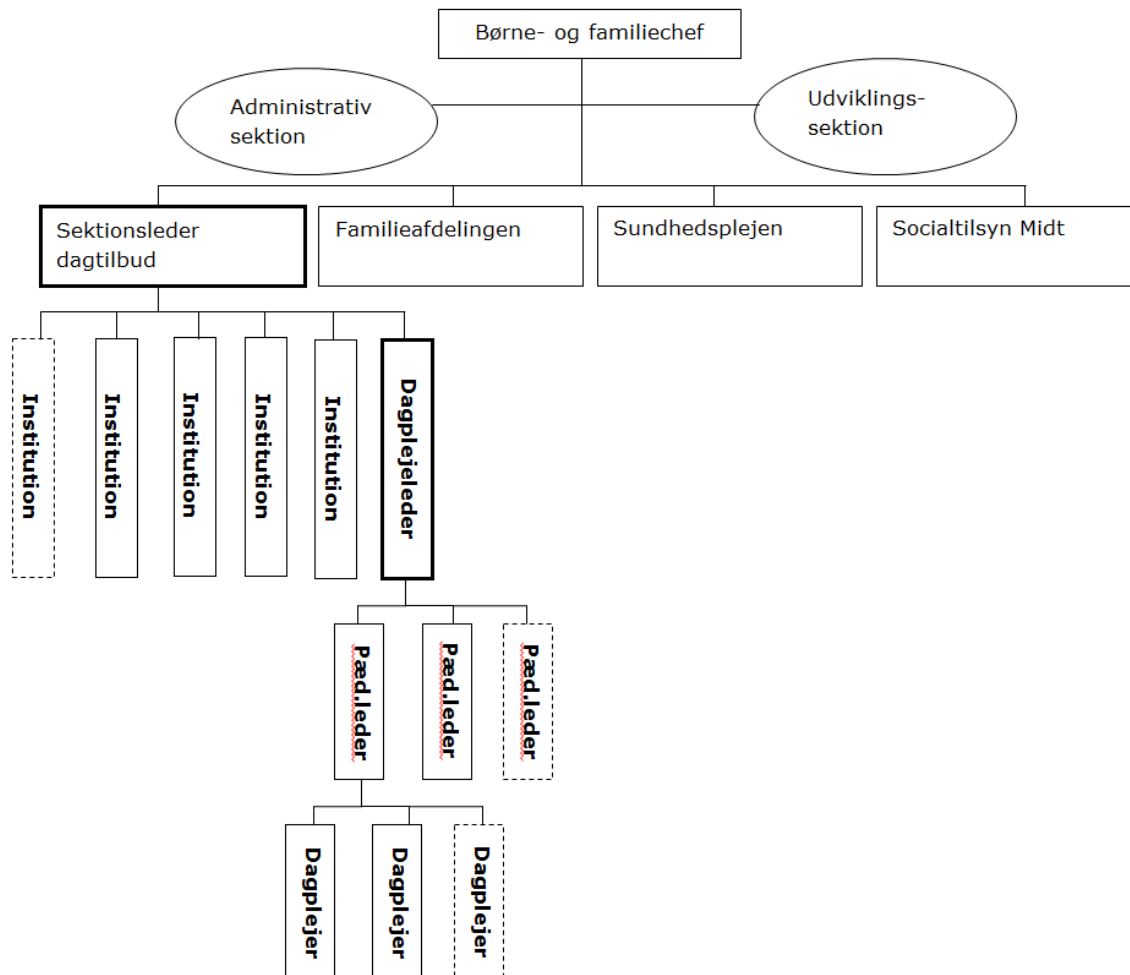 Børne- og familiechef
Administrativ
sektion
Udviklings-
sektion
Sektionsleder
dagtilbud
Familieafdelingen
Sundhedsplejen
Socialtilsyn Midt
Institution
Institution
Institution
Institution
Institution
Dagplejeleder
Pæd.leder
Pæd.leder
Pæd.leder
Dagplejer
Dagplejer
Dagplejer